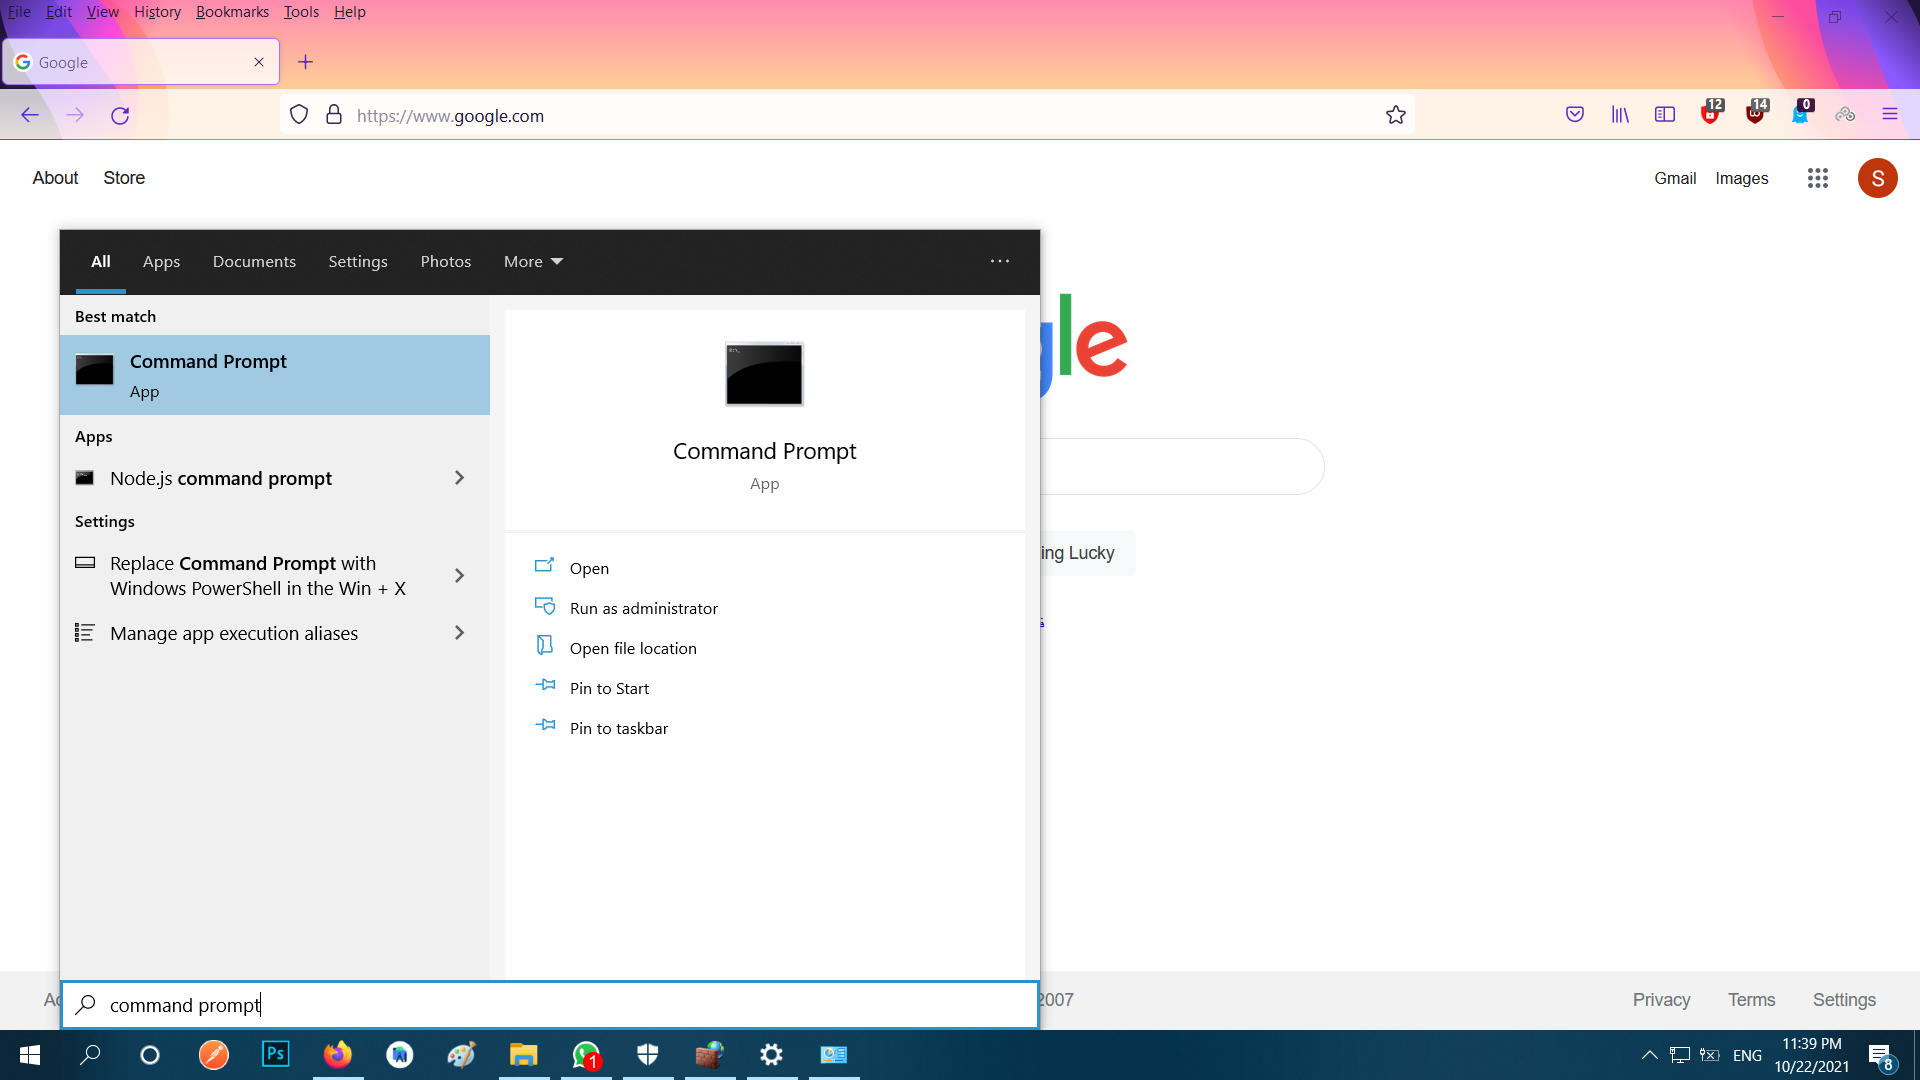 File Edit View History Bookmarks Tools Help
Google
https://www.google.com
12
14
0
About Store
Gmail Images
S
All Apps Documents Settings Photos More
Best match
Command Prompt
App
Apps
Node.js command prompt
Settings
Replace Command Prompt with
Windows PowerShell in the Win + X
Manage app execution aliases
Command Prompt
App
Open
Run as administrator
Open file location
Pin to Start
Pin to taskbar
gle
ing Lucky
2007
Privacy Terms Settings
command prompt
Ps
1
ENG
11:39 PM
10/22/2021
8